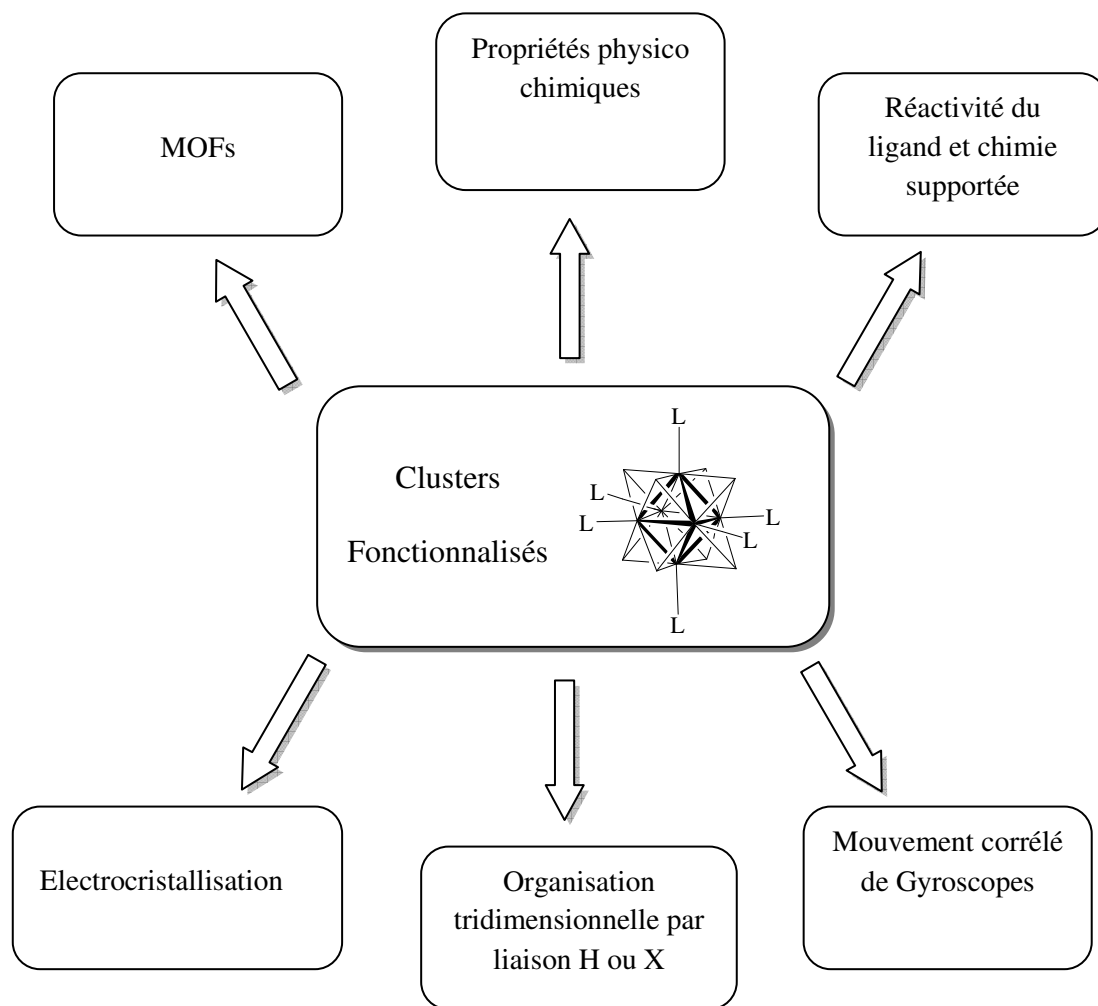 Propriétés physico
chimiques
MOFs
Réactivité du
ligand et chimie
supportée
Clusters
Fonctionnalisés
L
L
L
L
L
L
Electrocristallisation
Organisation
tridimensionnelle par
liaison H ou X
Mouvement corrélé
de Gyroscopes